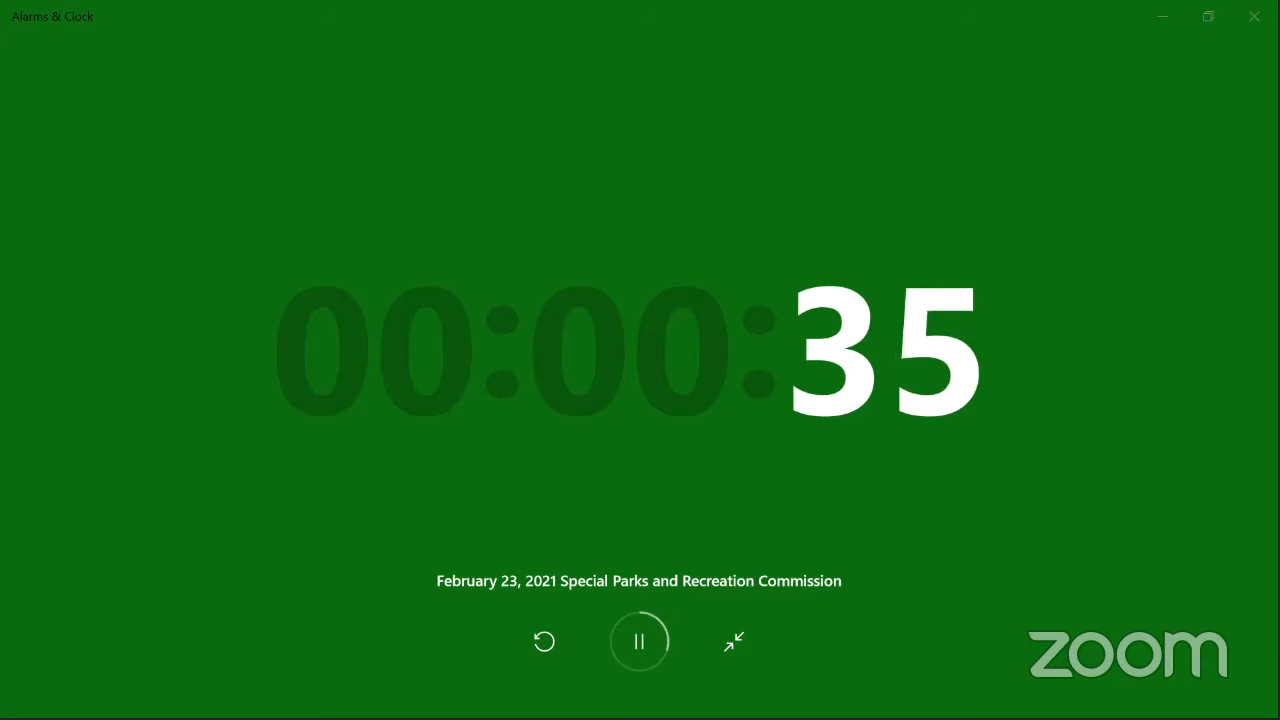 Alarms & Clock
00:00:35
February 23, 2021 Special Parks and Recreation Commission
zoom